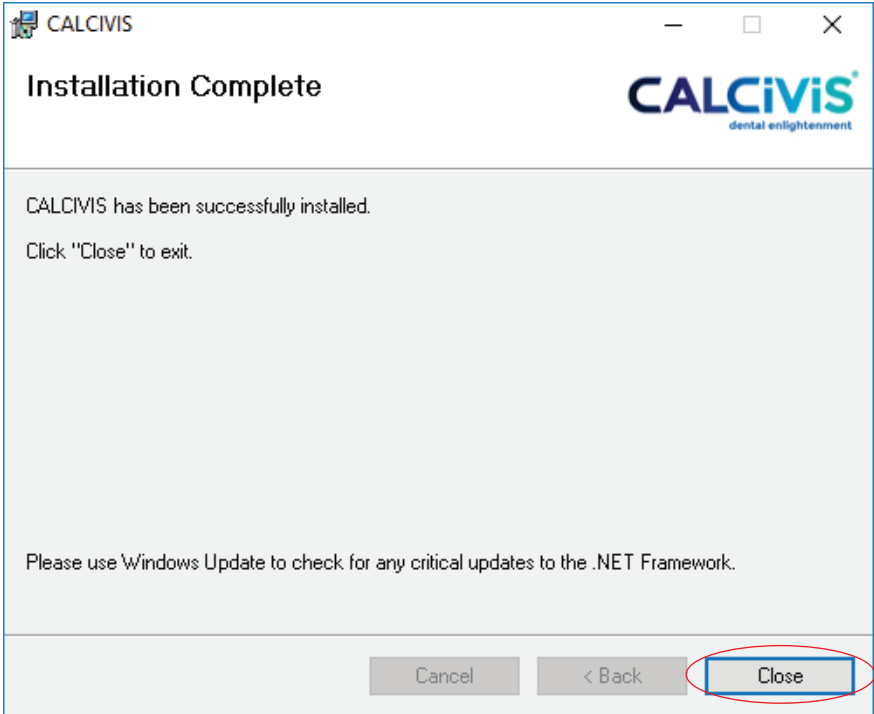 CALCIVIS
Installation Complete
CALCiViS
dental enlightenment
CALCIVIS has been successfully installed.
Click "Close" to exit.
Please use Windows Update to check for any critical updates to the .NET Framework.
Cancel
< Back
Close